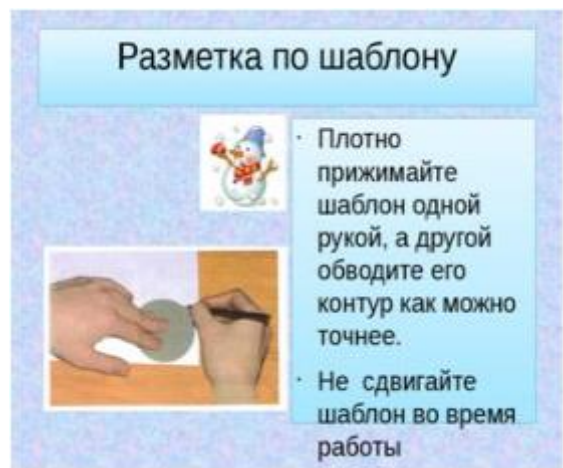 Разметка по шаблону
· Плотно
прижимайте
шаблон одной
рукой, а другой
обводите его
контур как можно
точнее.
· Не сдвигайте
шаблон во время
работы